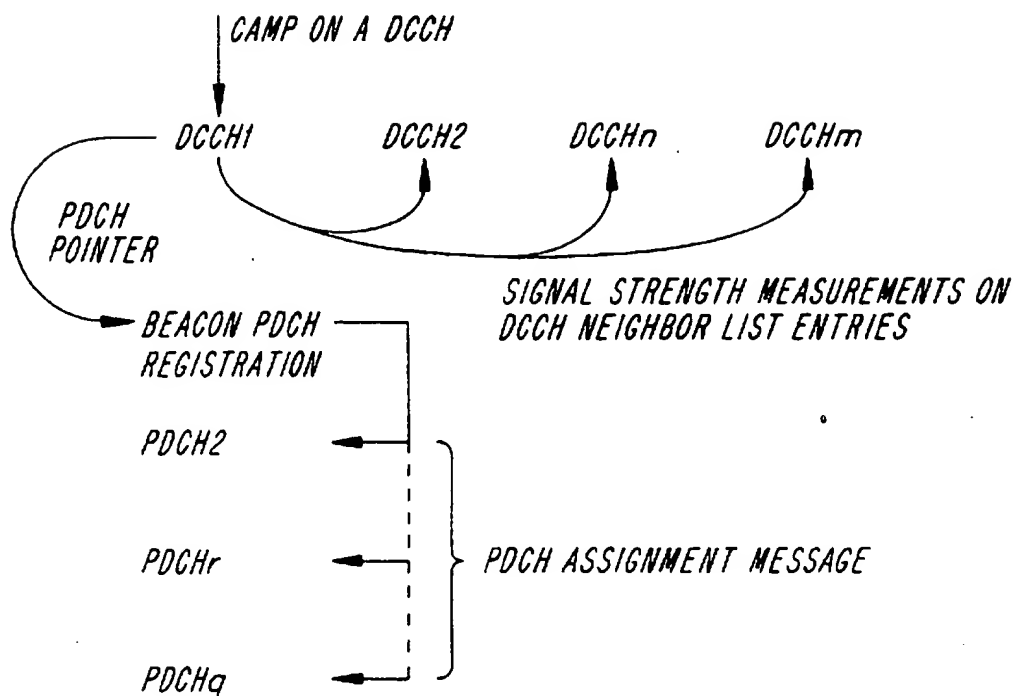 CAMP ON A DCCH
DCCH1 DCCH2 DCCHn DCCHm
PDCH
POINTER
SIGNAL STRENGTH MEASUREMENTS ON
DCCH NEIGHBOR LIST ENTRIES
BEACON PDCH
REGISTRATION
PDCH2
PDCHr
PDCH ASSIGNMENT MESSAGE
PDCHq